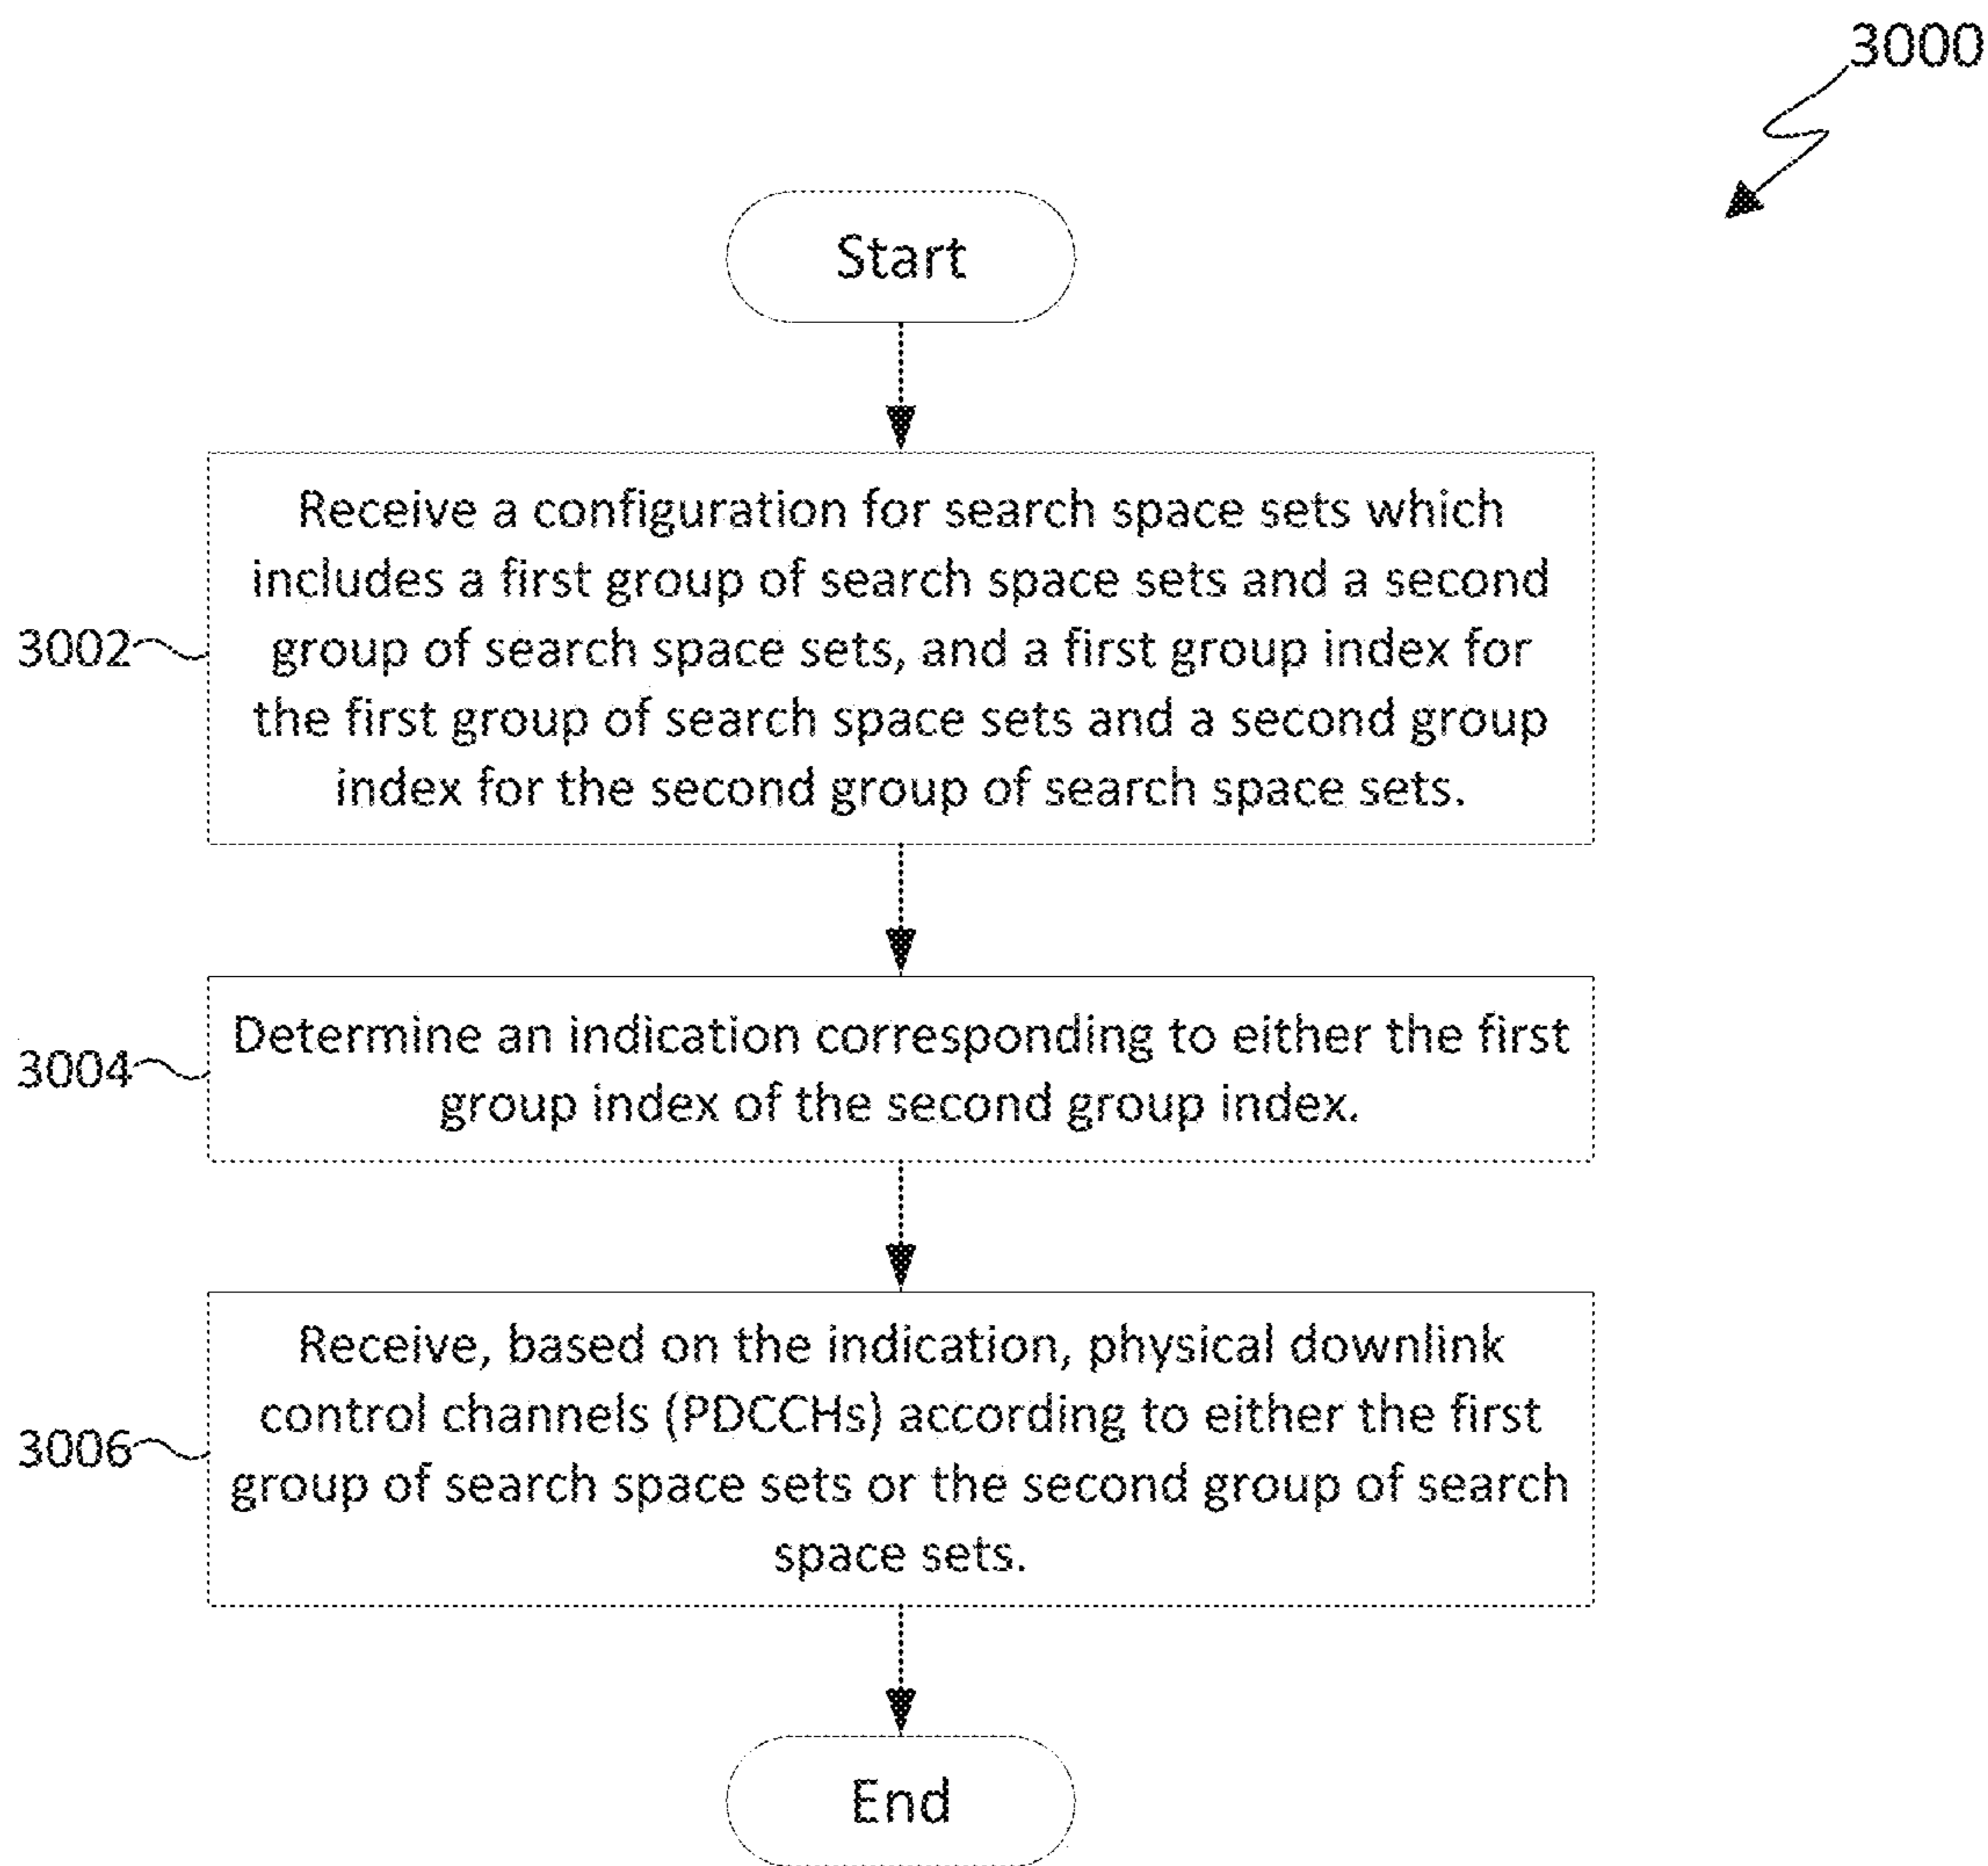 3000
Start
Receive a configuration for search space sets which
includes a first group of search space sets and a second
group of search space sets, and a first group index for
the first group of search space sets and a second group
index for the second group of search space sets.
3002
Determine an indication corresponding to either the first
group index of the second group index.
3004
Receive, based on the indication, physical downlink
control channels (PDCCHs) according to either the first
group of search space sets or the second group of search
space sets.
3006
End